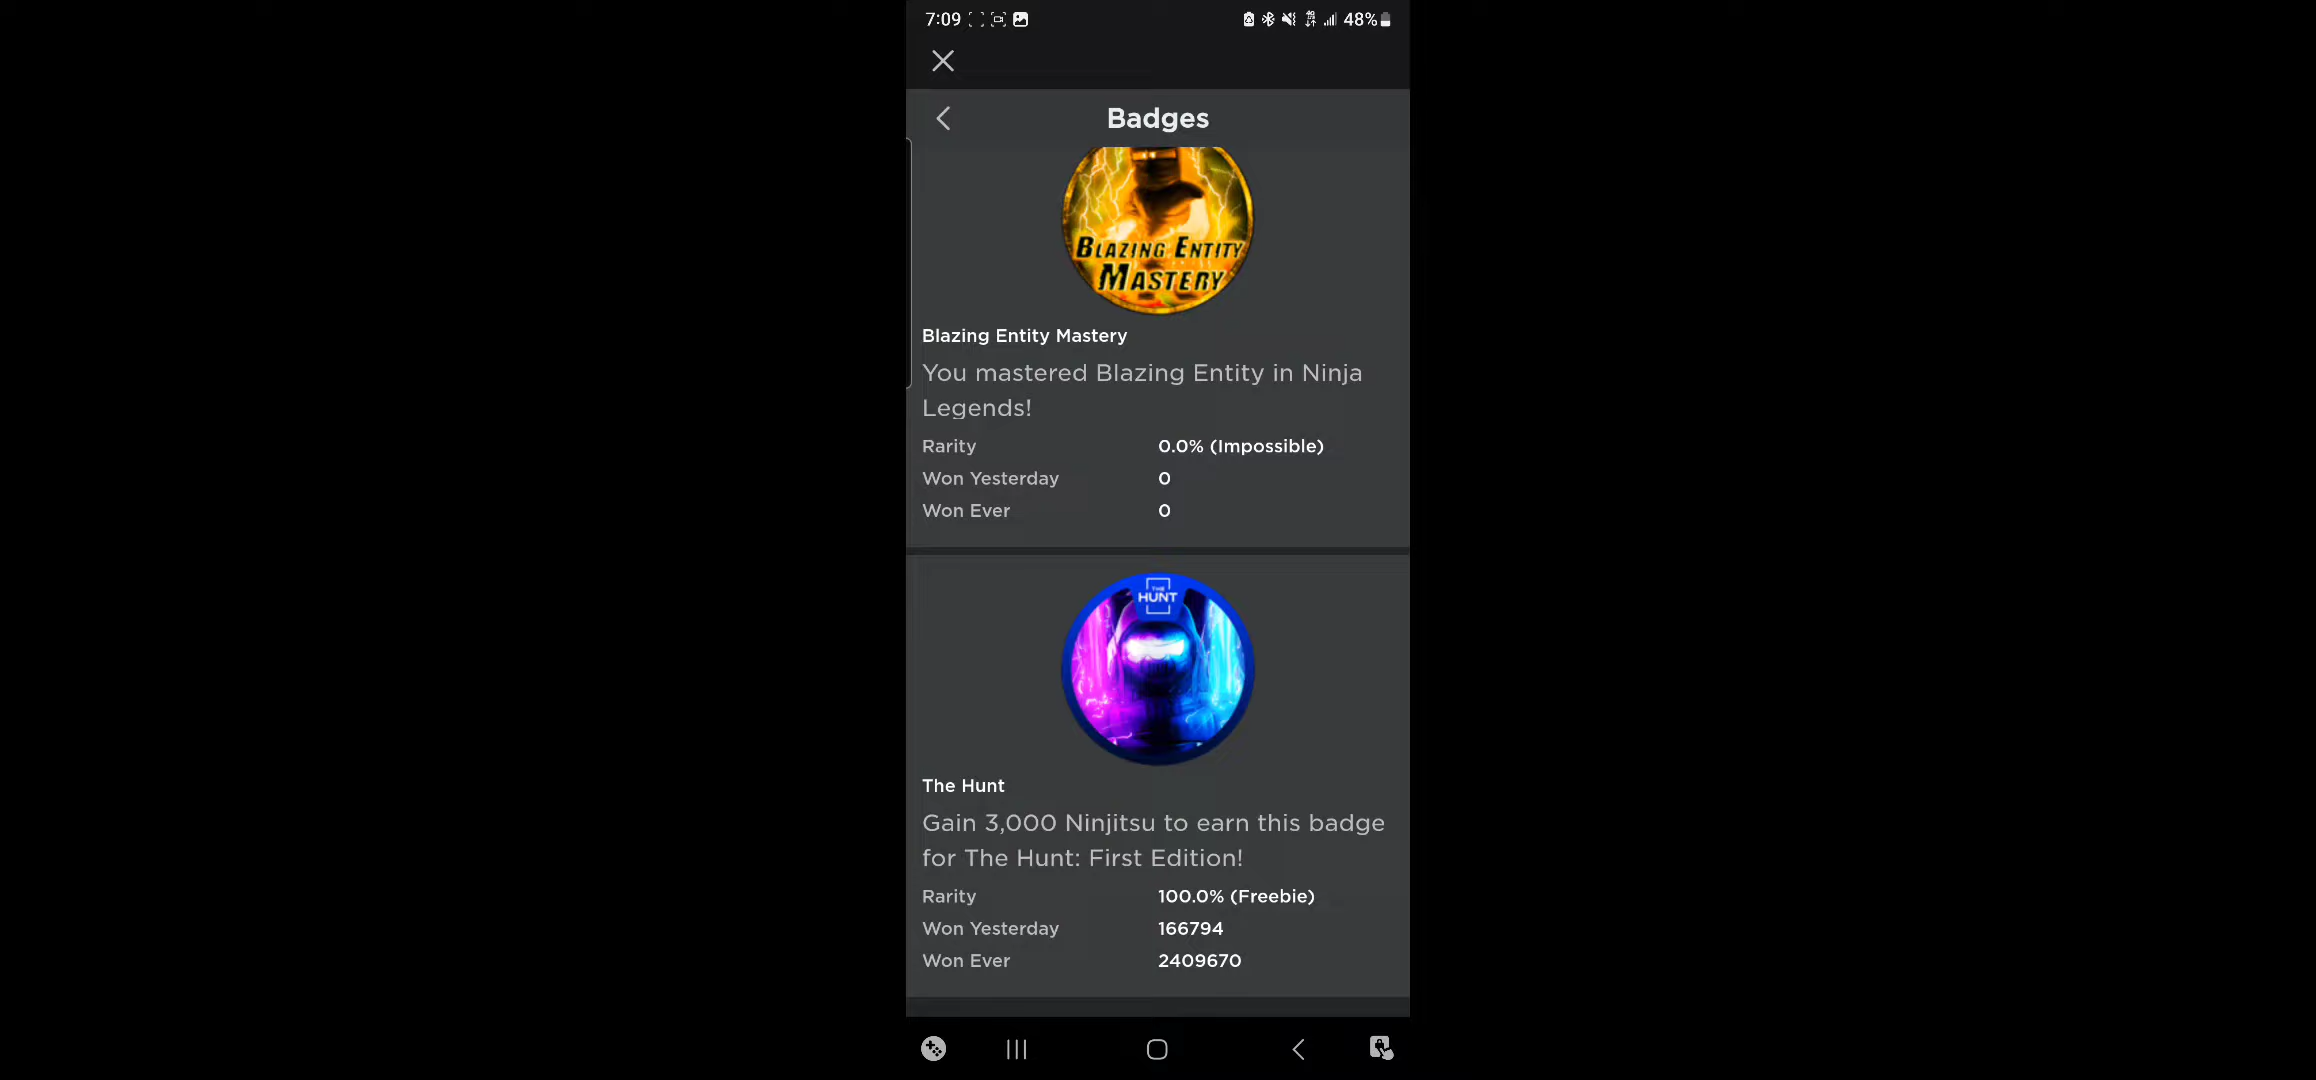 7:09
48%
Badges
BLAZING ENTITY
MASTERY
Blazing Entity Mastery
You mastered Blazing Entity in Ninja
Legends!
Rarity 0.0% (Impossible)
Won Yesterday 0
Won Ever 0
THE
HUNT
The Hunt
Gain 3,000 Ninjitsu to earn this badge
for The Hunt: First Edition!
Rarity 100.0% (Freebie)
Won Yesterday 166794
Won Ever 2409670